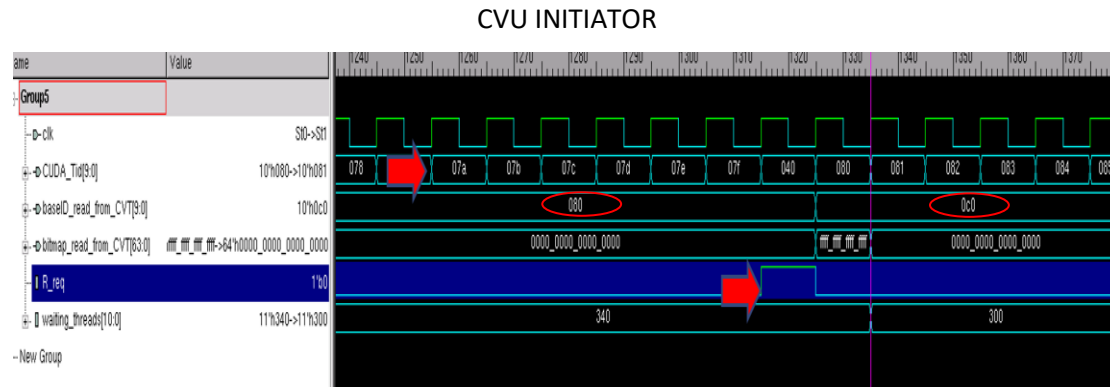 CVU INITIATOR
ame Value 1240 1250 1260 1270 1280 1290 1300 1310 1320 1330 1340 1350 1360 1370
Group5
clk St0->St1
CUDA_Tid[9:0] 10'h080->10'h081 078 07a 07b 07c 07d 07e 07f 040 080 081 082 083 084 085
baseID_read_from_CVT[9:0] 10'h0c0 080 0c0
bitmap_read_from_CVT[63:0] ffff_ffff_ffff_ffff->64'h0000_0000_0000_0000 0000_0000_0000_0000 ffff_ffff_ffff_ffff 0000_0000_0000_0000
R_req 1'b0
waiting_threads[10:0] 11'h340->11'h300 340 300
New Group